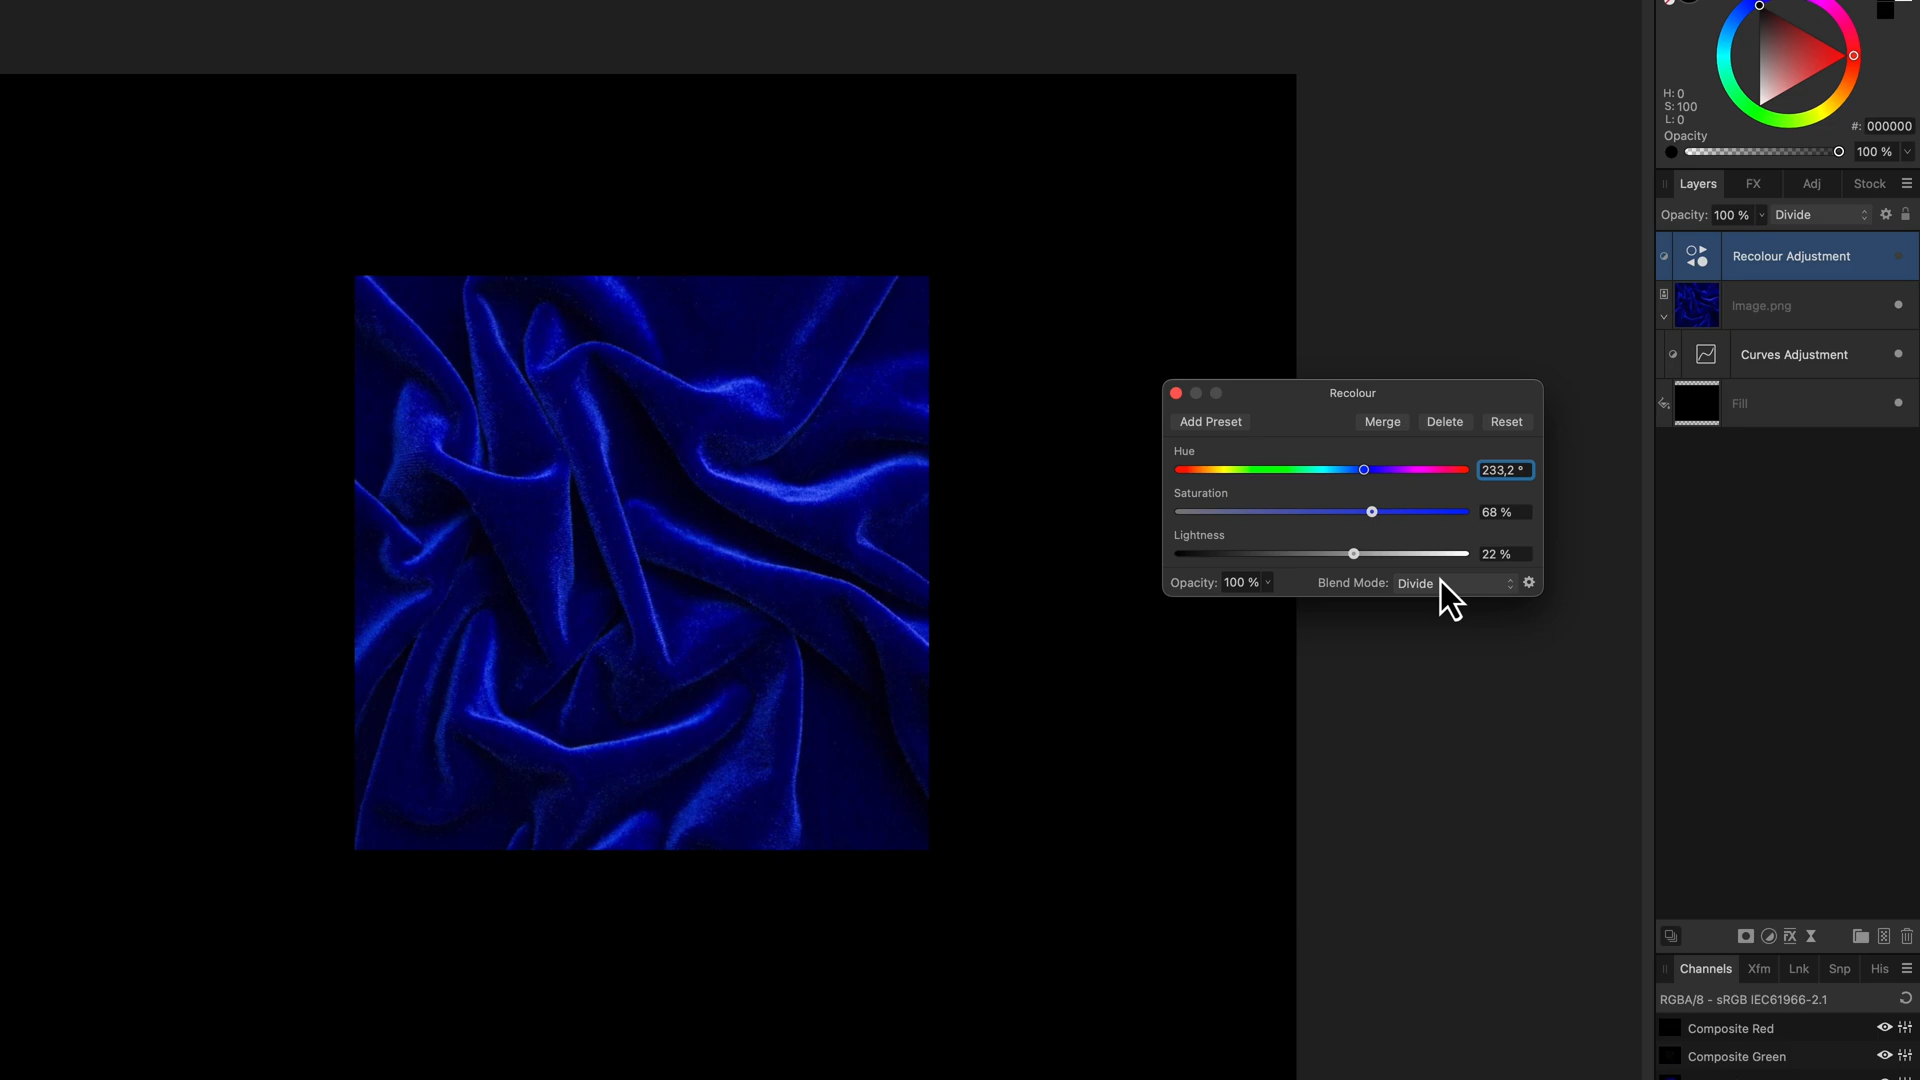 H: 0
S: 100
L: 0
#: 000000
Opacity
100 %
Layers FX Adj Stock
Opacity: 100 % Divide
Recolour Adjustment
Image.png
Curves Adjustment
Fill
Recolour
Add Preset Merge Delete Reset
Hue
233,2 °
Saturation
68 %
Lightness
22 %
Opacity: 100 % Blend Mode: Divide
FX
Channels Xfm Lnk Snp His
RGBA/8 - sRGB IEC61966-2.1
Composite Red
Composite Green